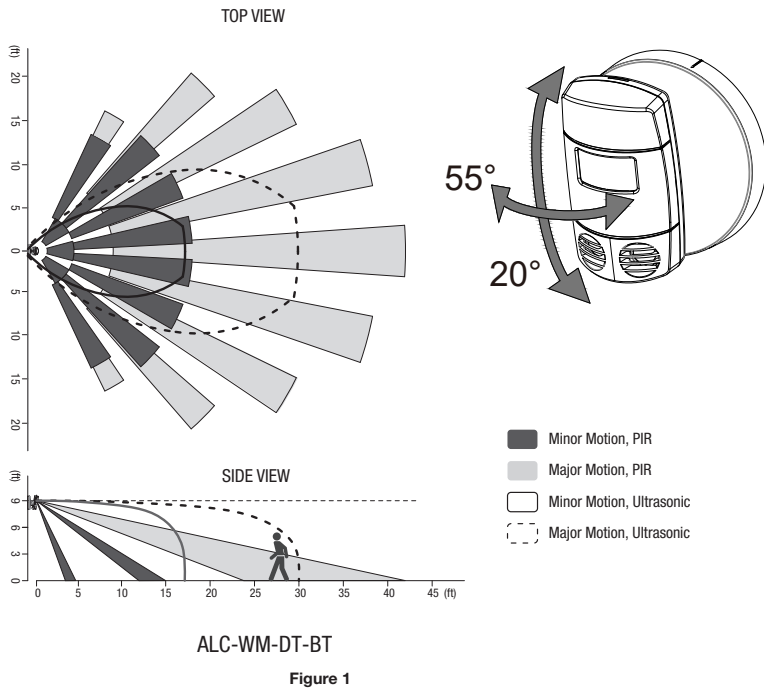 TOP VIEW
(ft)
20
15
10
5
0
5
10
15
20
55°
20°
Minor Motion, PIR
Major Motion, PIR
Minor Motion, Ultrasonic
Major Motion, Ultrasonic
SIDE VIEW
(ft)
9
6
3
0
0 5 10 15 20 25 30 35 40 45 (ft)
ALC-WM-DT-BT
Figure 1